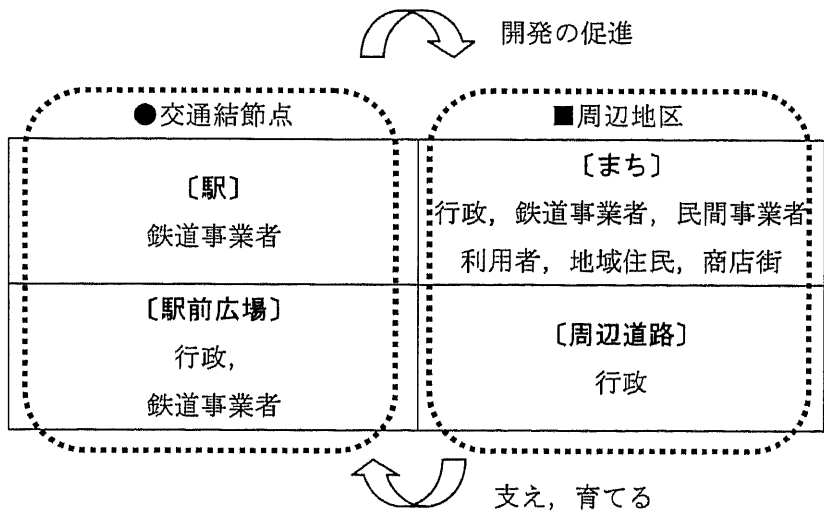 開発の促進
●交通結節点
■周辺地区
〔駅〕
鉄道事業者
〔まち〕
行政，鉄道事業者，民間事業者
利用者，地域住民，商店街
〔駅前広場〕
行政，
鉄道事業者
〔周辺道路〕
行政
支え，育てる